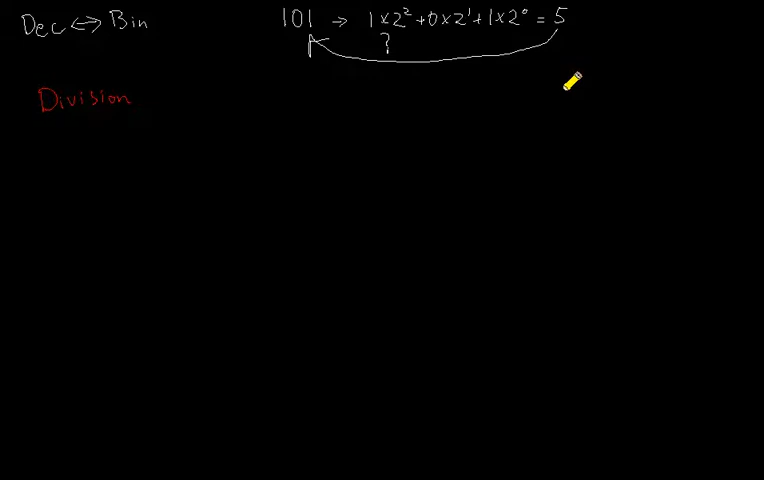 Dec ↔ Bin 101 → 1×2²+0×2¹+1×2⁰ = 5
?
Division